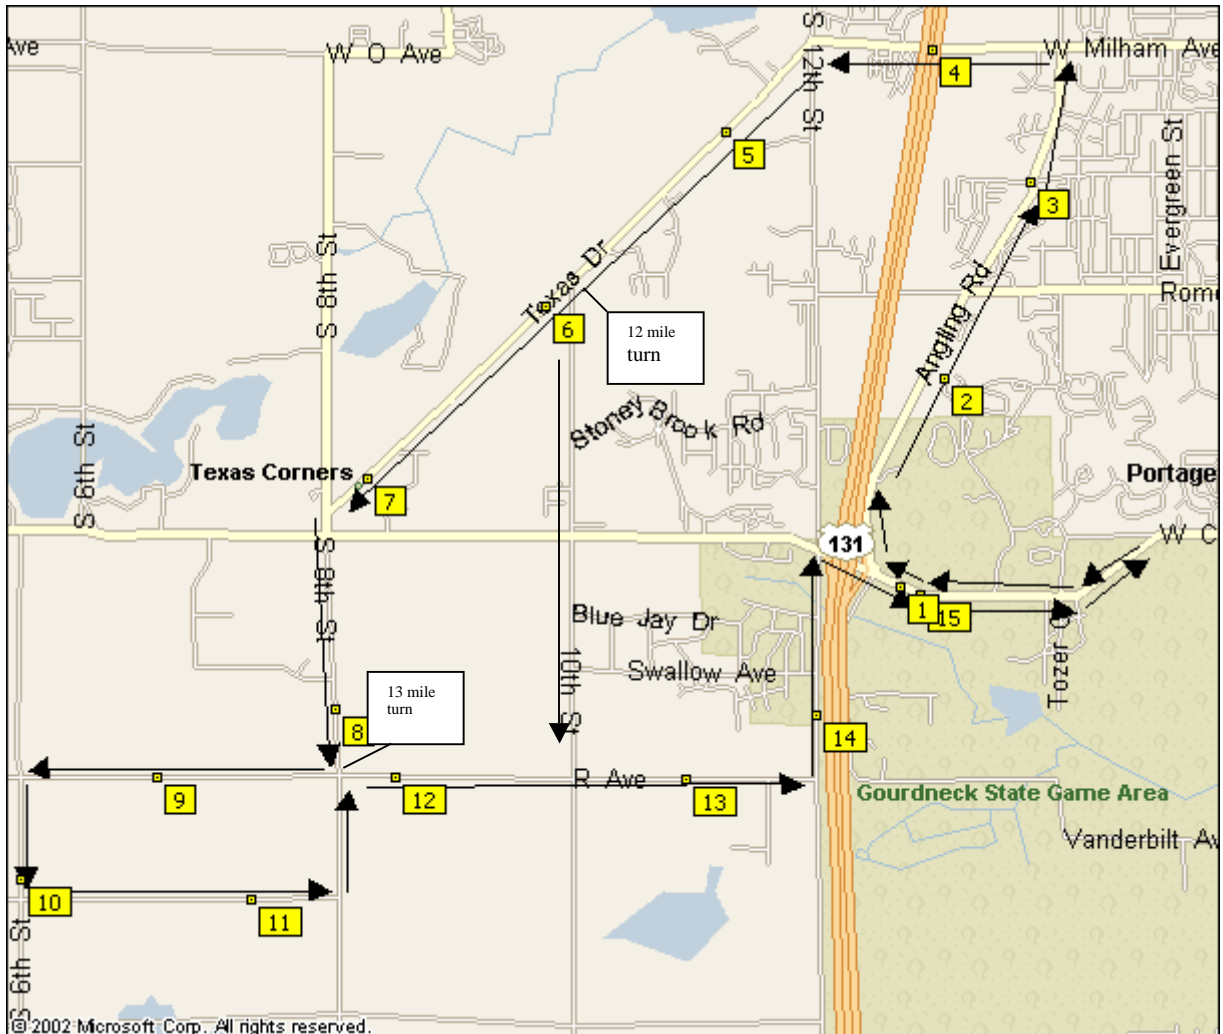 Ave
W O Ave
S 12th St
W Milham Ave
4
5
3
Evergreen St
S 8th St
Texas Dr
6
12 mile
turn
Angling Rd
Rome
2
Stoney Brook Rd
S 6th St
Texas Corners
7
Portage
131
W C
S 8th St
1
15
Blue Jay Dr
10th St
Swallow Ave
Tozer C
13 mile
turn
8
14
9
12
R Ave
13
Gourdneck State Game Area
Vanderbilt Av
10
11
S 6th St
© 2002 Microsoft Corp. All rights reserved.